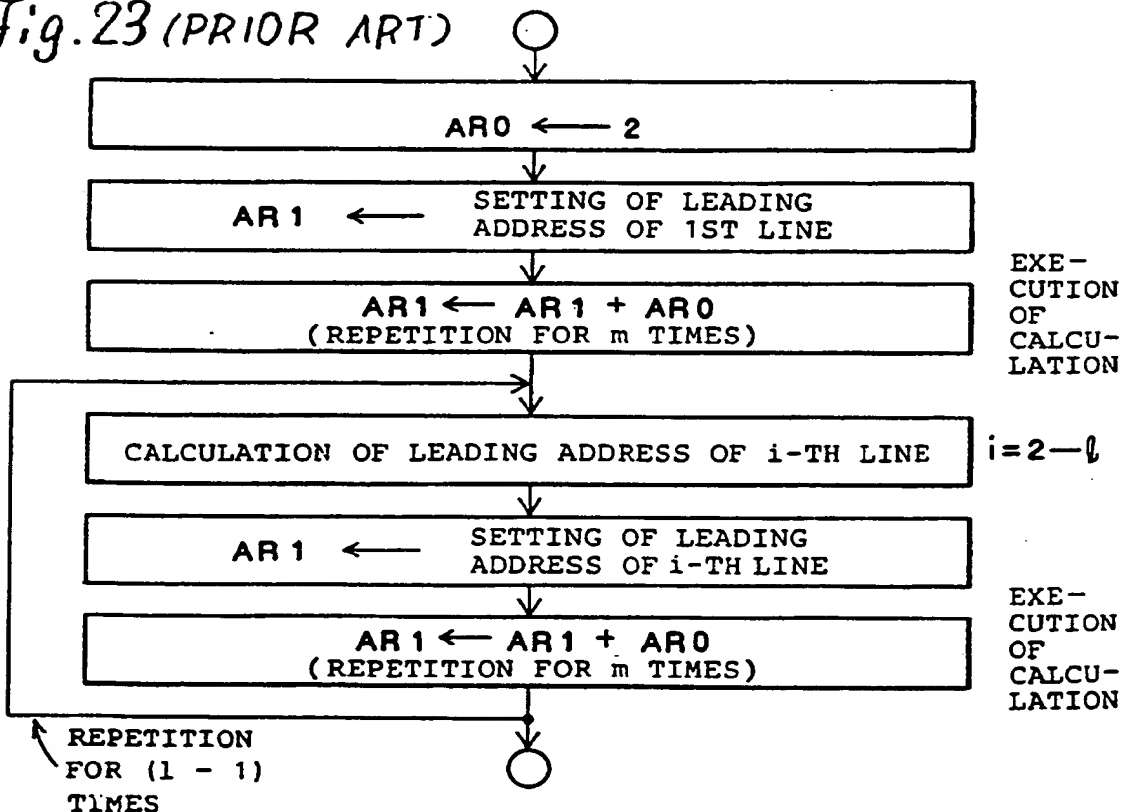 Fig. 23 (PRIOR ART)
AR0 ← 2
AR1 ← SETTING OF LEADING
ADDRESS OF 1ST LINE
AR1 ← AR1 + AR0
(REPETITION FOR m TIMES)
EXE-
CUTION
OF
CALCU-
LATION
CALCULATION OF LEADING ADDRESS OF i-TH LINE
i=2—l
AR1 ← SETTING OF LEADING
ADDRESS OF i-TH LINE
AR1 ← AR1 + AR0
(REPETITION FOR m TIMES)
EXE-
CUTION
OF
CALCU-
LATION
REPETITION
FOR (l - 1)
TIMES